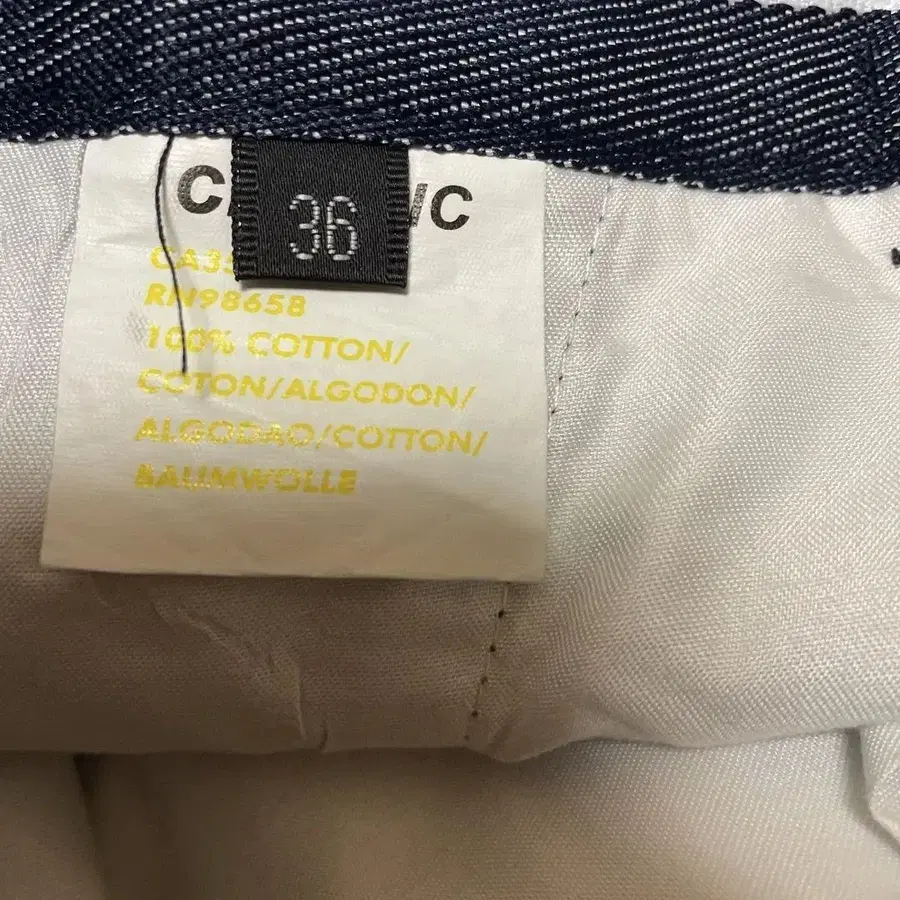 36
RN98658
100% COTTON/
COTON/ALGODON/
ALGODAO/COTTON/
BAUMWOLLE